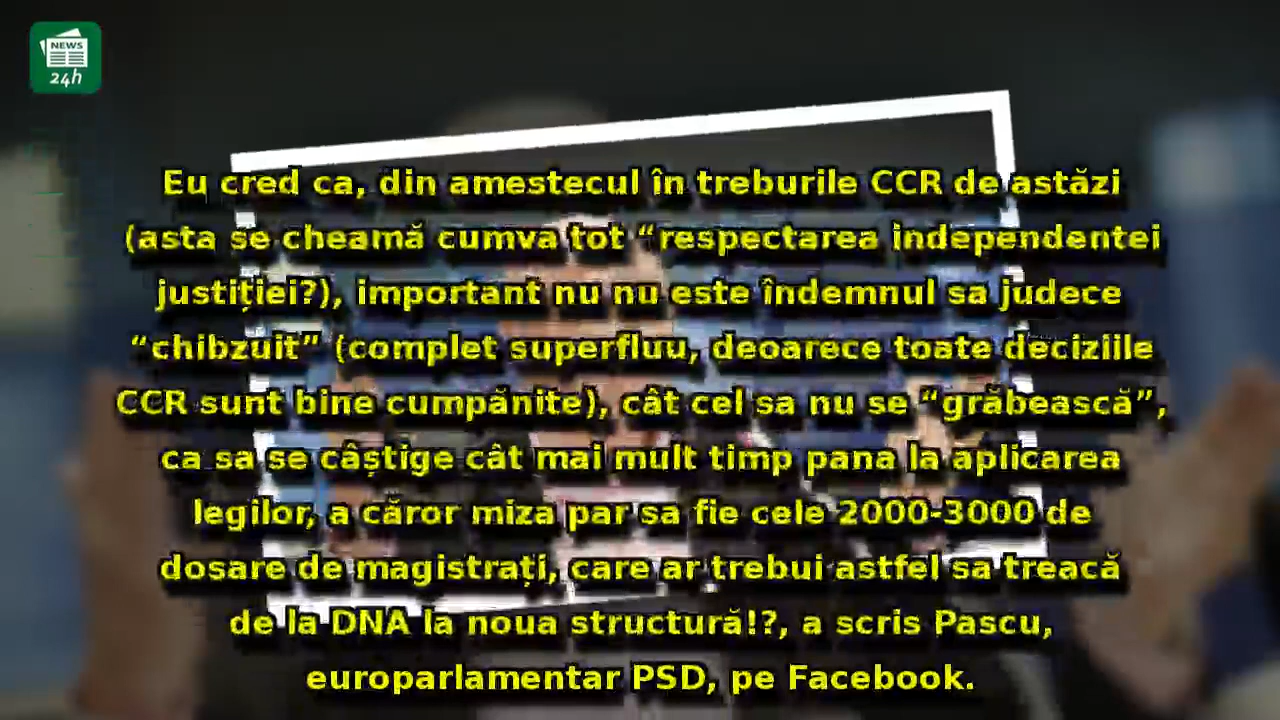 NEWS
24h
Eu cred ca, din amestecul în treburile CCR de astăzi
(asta se cheamă cumva tot “respectarea independentei
justiției?), important nu nu este îndemnul sa judece
“chibzuit” (complet superfluu, deoarece toate deciziile
CCR sunt bine cumpănite), cât cel sa nu se “grăbească”,
ca sa se câștige cât mai mult timp pana la aplicarea
legilor, a căror miza par sa fie cele 2000-3000 de
dosare de magistrați, care ar trebui astfel sa treacă
de la DNA la noua structură!?, a scris Pascu,
europarlamentar PSD, pe Facebook.